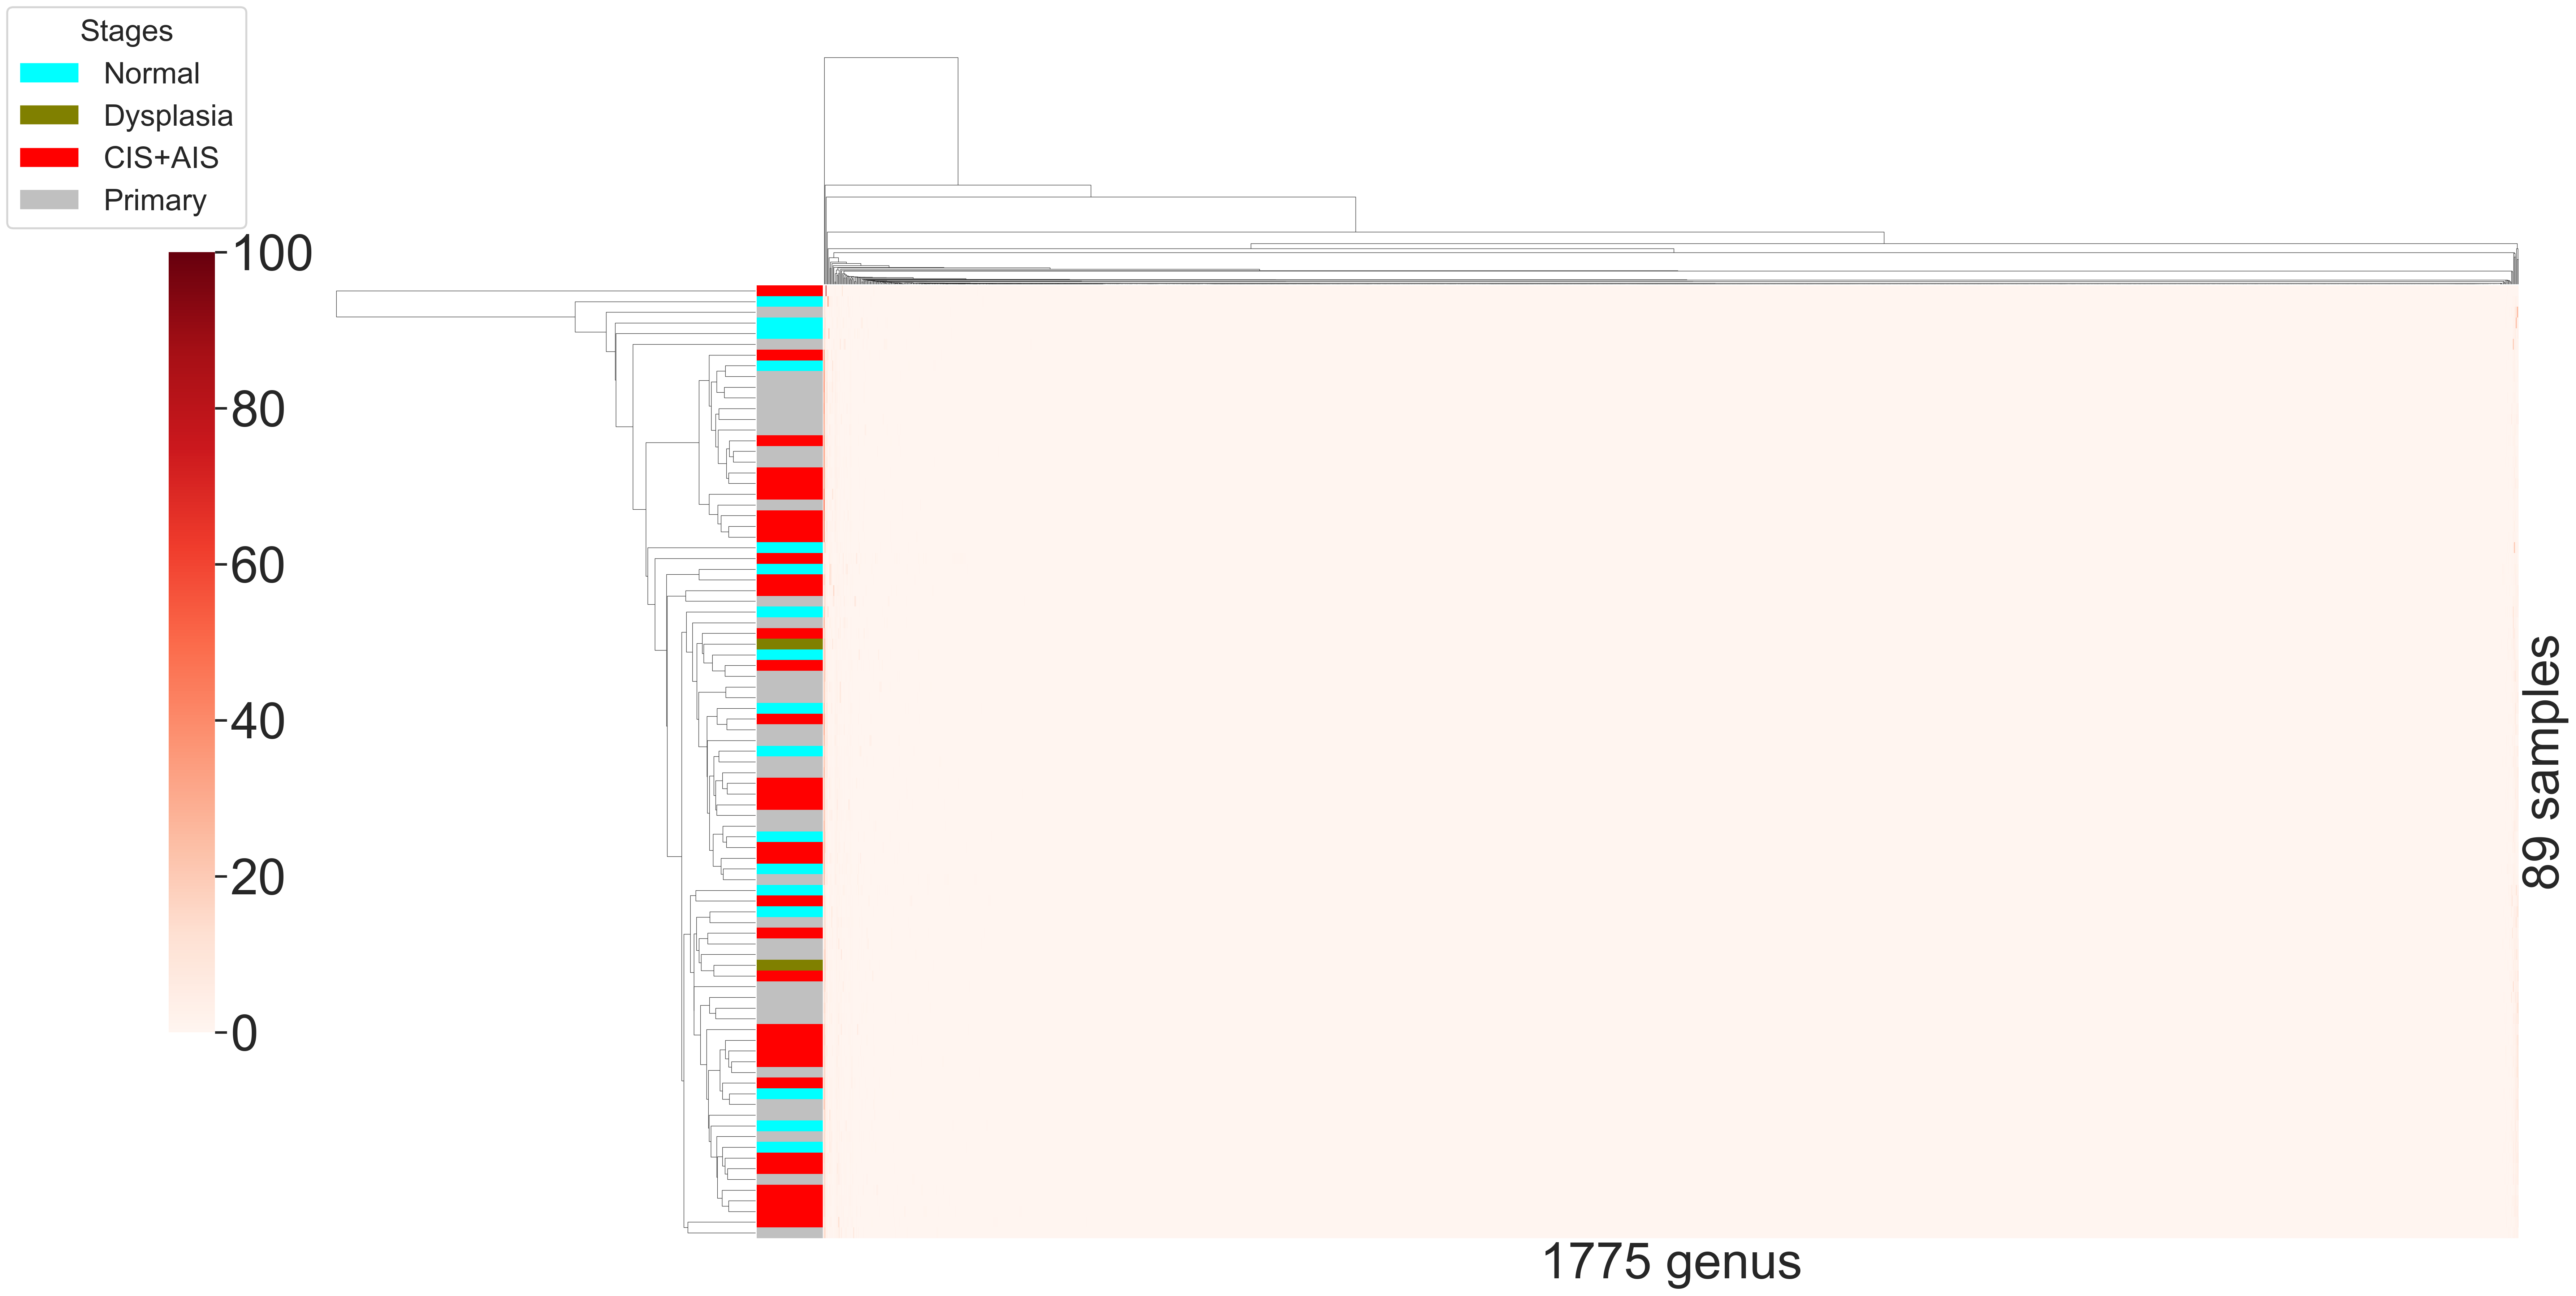 Stages
Normal
Dysplasia
CIS+AIS
Primary
100
80
60
40
20
0
89 samples
1775 genus